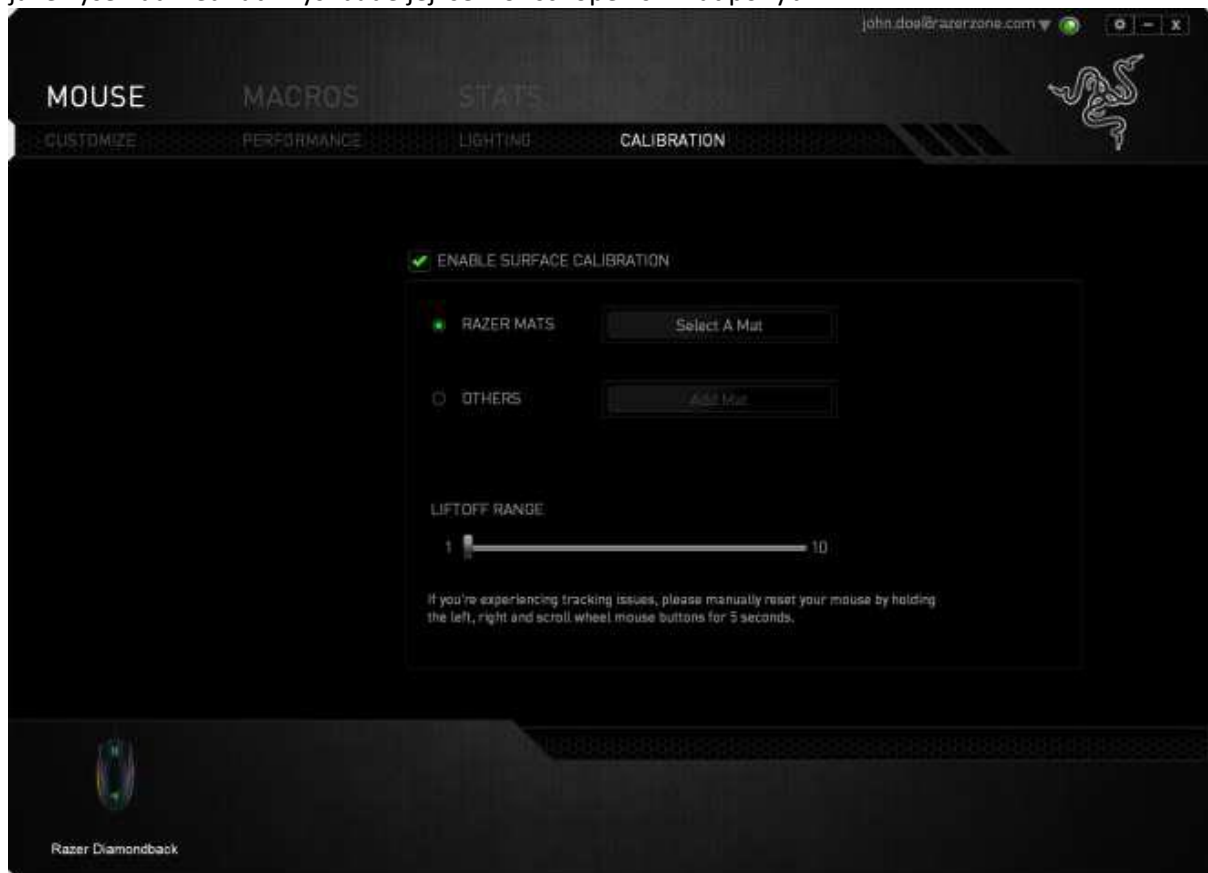 john.doe@razerzone.com
MOUSE MACROS STATS
CUSTOMIZE PERFORMANCE LIGHTING CALIBRATION
ENABLE SURFACE CALIBRATION
RAZER MATS Select A Mat
OTHERS Add Mat
LIFTOFF RANGE
1 10
If you're experiencing tracking issues, please manually reset your mouse by holding
the left, right and scroll wheel mouse buttons for 5 seconds.
Razer Diamondback